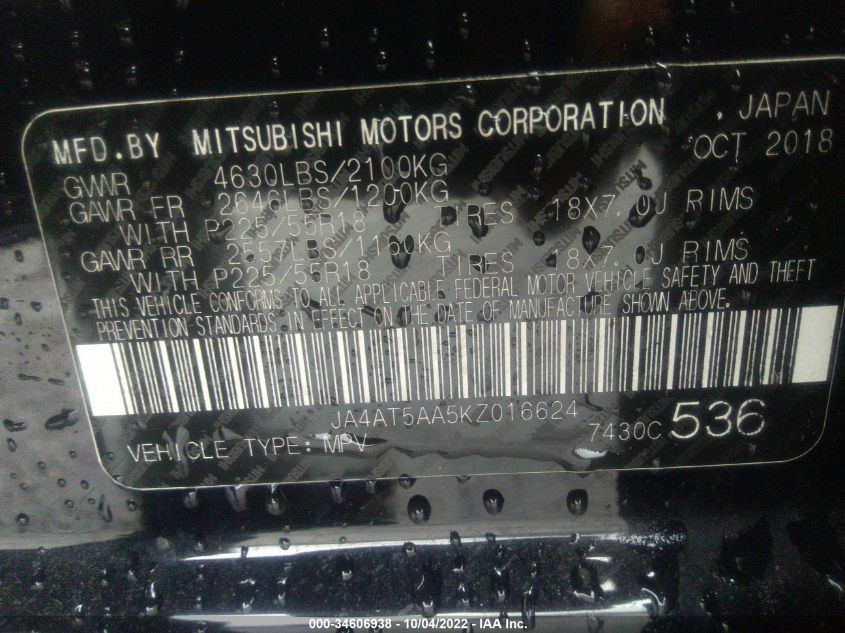 MFD.BY MITSUBISHI MOTORS CORPORATION , JAPAN
OCT 2018
GVWR 4630LBS/2100KG
GAWR FR 2646LBS/1200KG
WITH P225/55R18 TIRES 18X7.0J RIMS
GAWR RR 2557LBS/1160KG
WITH P225/55R18 TIRES 18X7.0J RIMS
THIS VEHICLE CONFORMS TO ALL APPLICABLE FEDERAL MOTOR VEHICLE SAFETY AND THEFT
PREVENTION STANDARDS IN EFFECT ON THE DATE OF MANUFACTURE SHOWN ABOVE.
JA4AT5AA5KZ016624
VEHICLE TYPE: MPV 7430C 536
000-34606938 - 10/04/2022 - IAA Inc.